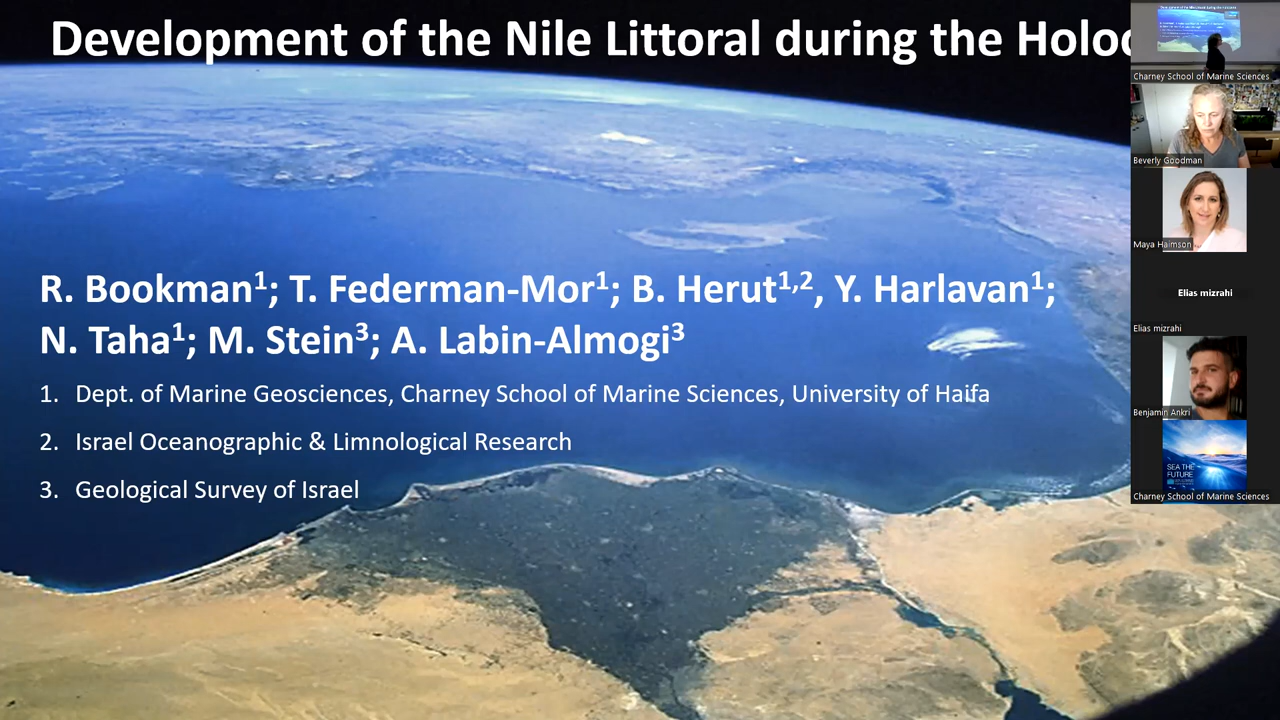 Development of the Nile Littoral during the Holoc
R. Bookman1; T. Federman-Mor1; B. Herut1,2, Y. Harlavan1;
N. Taha1; M. Stein3; A. Labin-Almogi3
1. Dept. of Marine Geosciences, Charney School of Marine Sciences, University of Haifa
2. Israel Oceanographic & Limnological Research
3. Geological Survey of Israel
Charney School of Marine Sciences
Beverly Goodman
Maya Haimson
Elias mizrahi
Elias mizrahi
Benjamin Ankri
SEA THE
FUTURE
Charney School of Marine Sciences